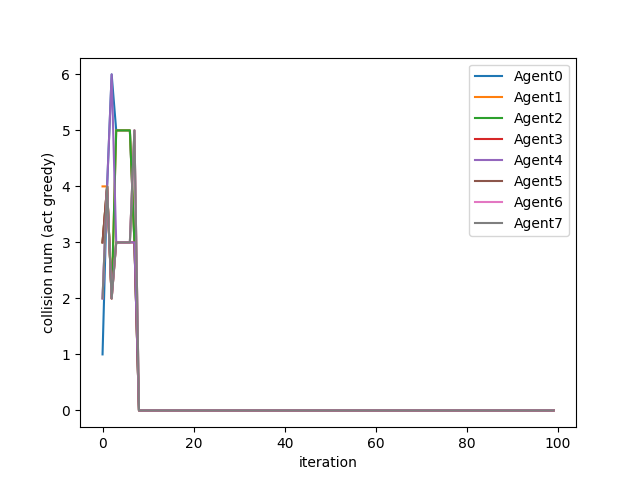 6
5
4
3
2
1
0
collision num (act greedy)
0
20
40
60
80
100
iteration
Agent0
Agent1
Agent2
Agent3
Agent4
Agent5
Agent6
Agent7